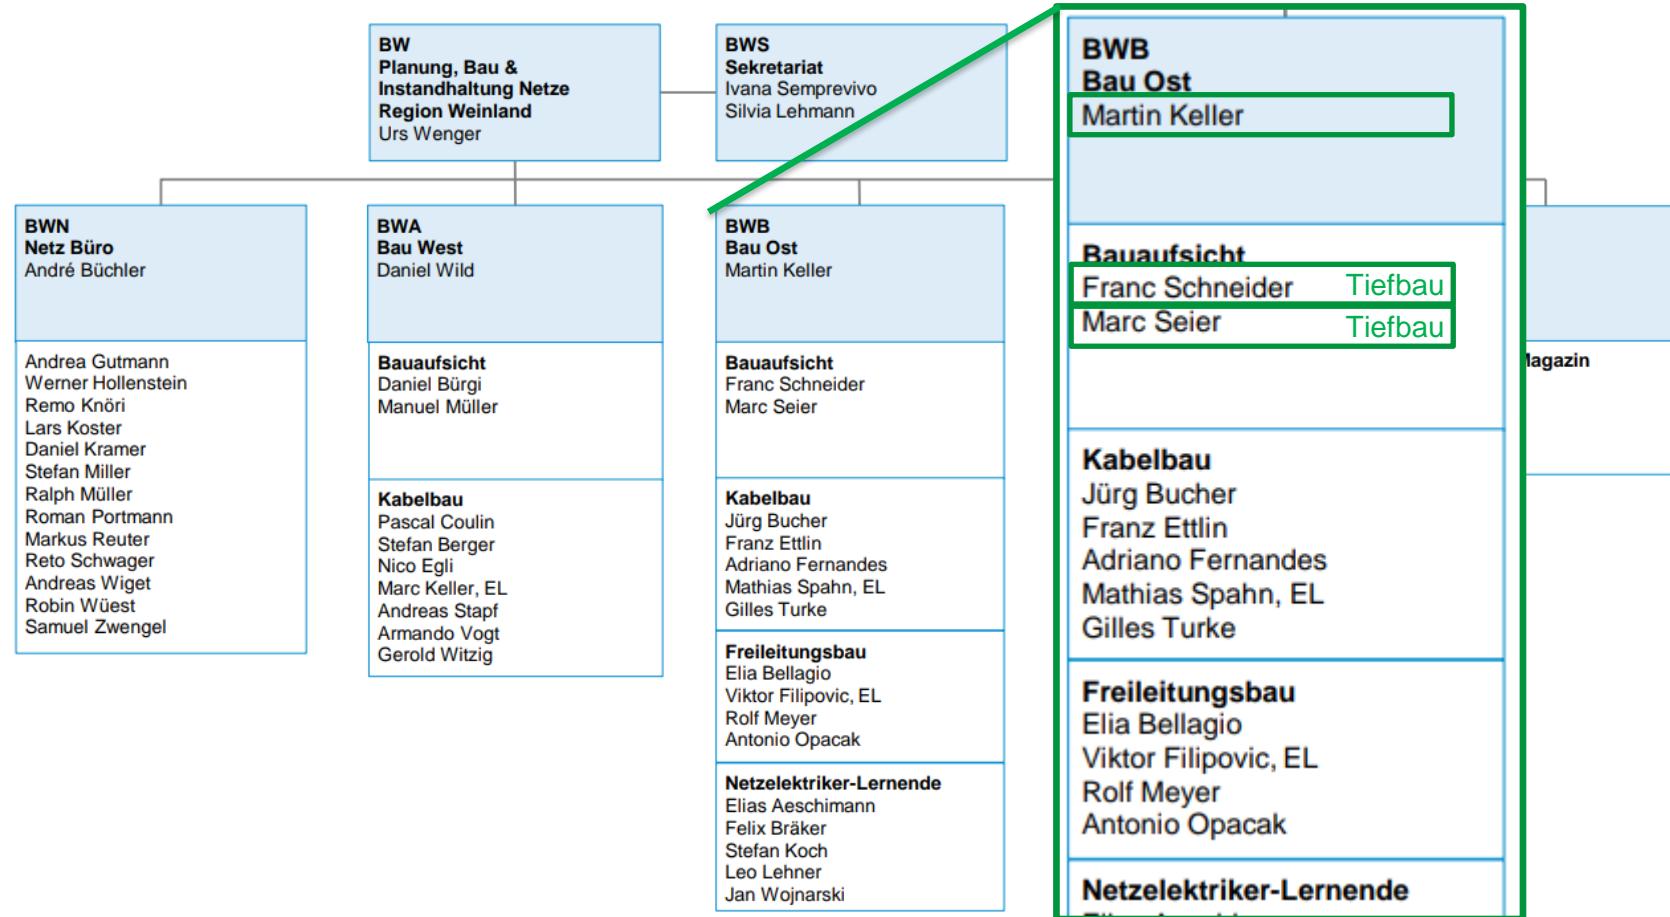 BW
Planung, Bau &
Instandhaltung Netze
Region Weinland
Urs Wenger
BWS
Sekretariat
Ivana Semprevivo
Silvia Lehmann
BWN
Netz Büro
André Büchler
Andrea Gutmann
Werner Hollenstein
Remo Knöri
Lars Koster
Daniel Kramer
Stefan Miller
Ralph Müller
Roman Portmann
Markus Reuter
Reto Schwager
Andreas Wiget
Robin Wüest
Samuel Zwengel
BWA
Bau West
Daniel Wild
Bauaufsicht
Daniel Bürgi
Manuel Müller
Kabelbau
Pascal Coulin
Stefan Berger
Nico Egli
Marc Keller, EL
Andreas Stapf
Armando Vogt
Gerold Witzig
BWB
Bau Ost
Martin Keller
Bauaufsicht
Franc Schneider
Marc Seier
Kabelbau
Jürg Bucher
Franz Ettlin
Adriano Fernandes
Mathias Spahn, EL
Gilles Turke
Freileitungsbau
Elia Bellagio
Viktor Filipovic, EL
Rolf Meyer
Antonio Opacak
Netzelektriker-Lernende
Elias Aeschimann
Felix Bräker
Stefan Koch
Leo Lehner
Jan Wojnarski
BWB
Bau Ost
Martin Keller
Bauaufsicht
Franc Schneider Tiefbau
Marc Seier Tiefbau
Kabelbau
Jürg Bucher
Franz Ettlin
Adriano Fernandes
Mathias Spahn, EL
Gilles Turke
Freileitungsbau
Elia Bellagio
Viktor Filipovic, EL
Rolf Meyer
Antonio Opacak
Netzelektriker-Lernende
agazin